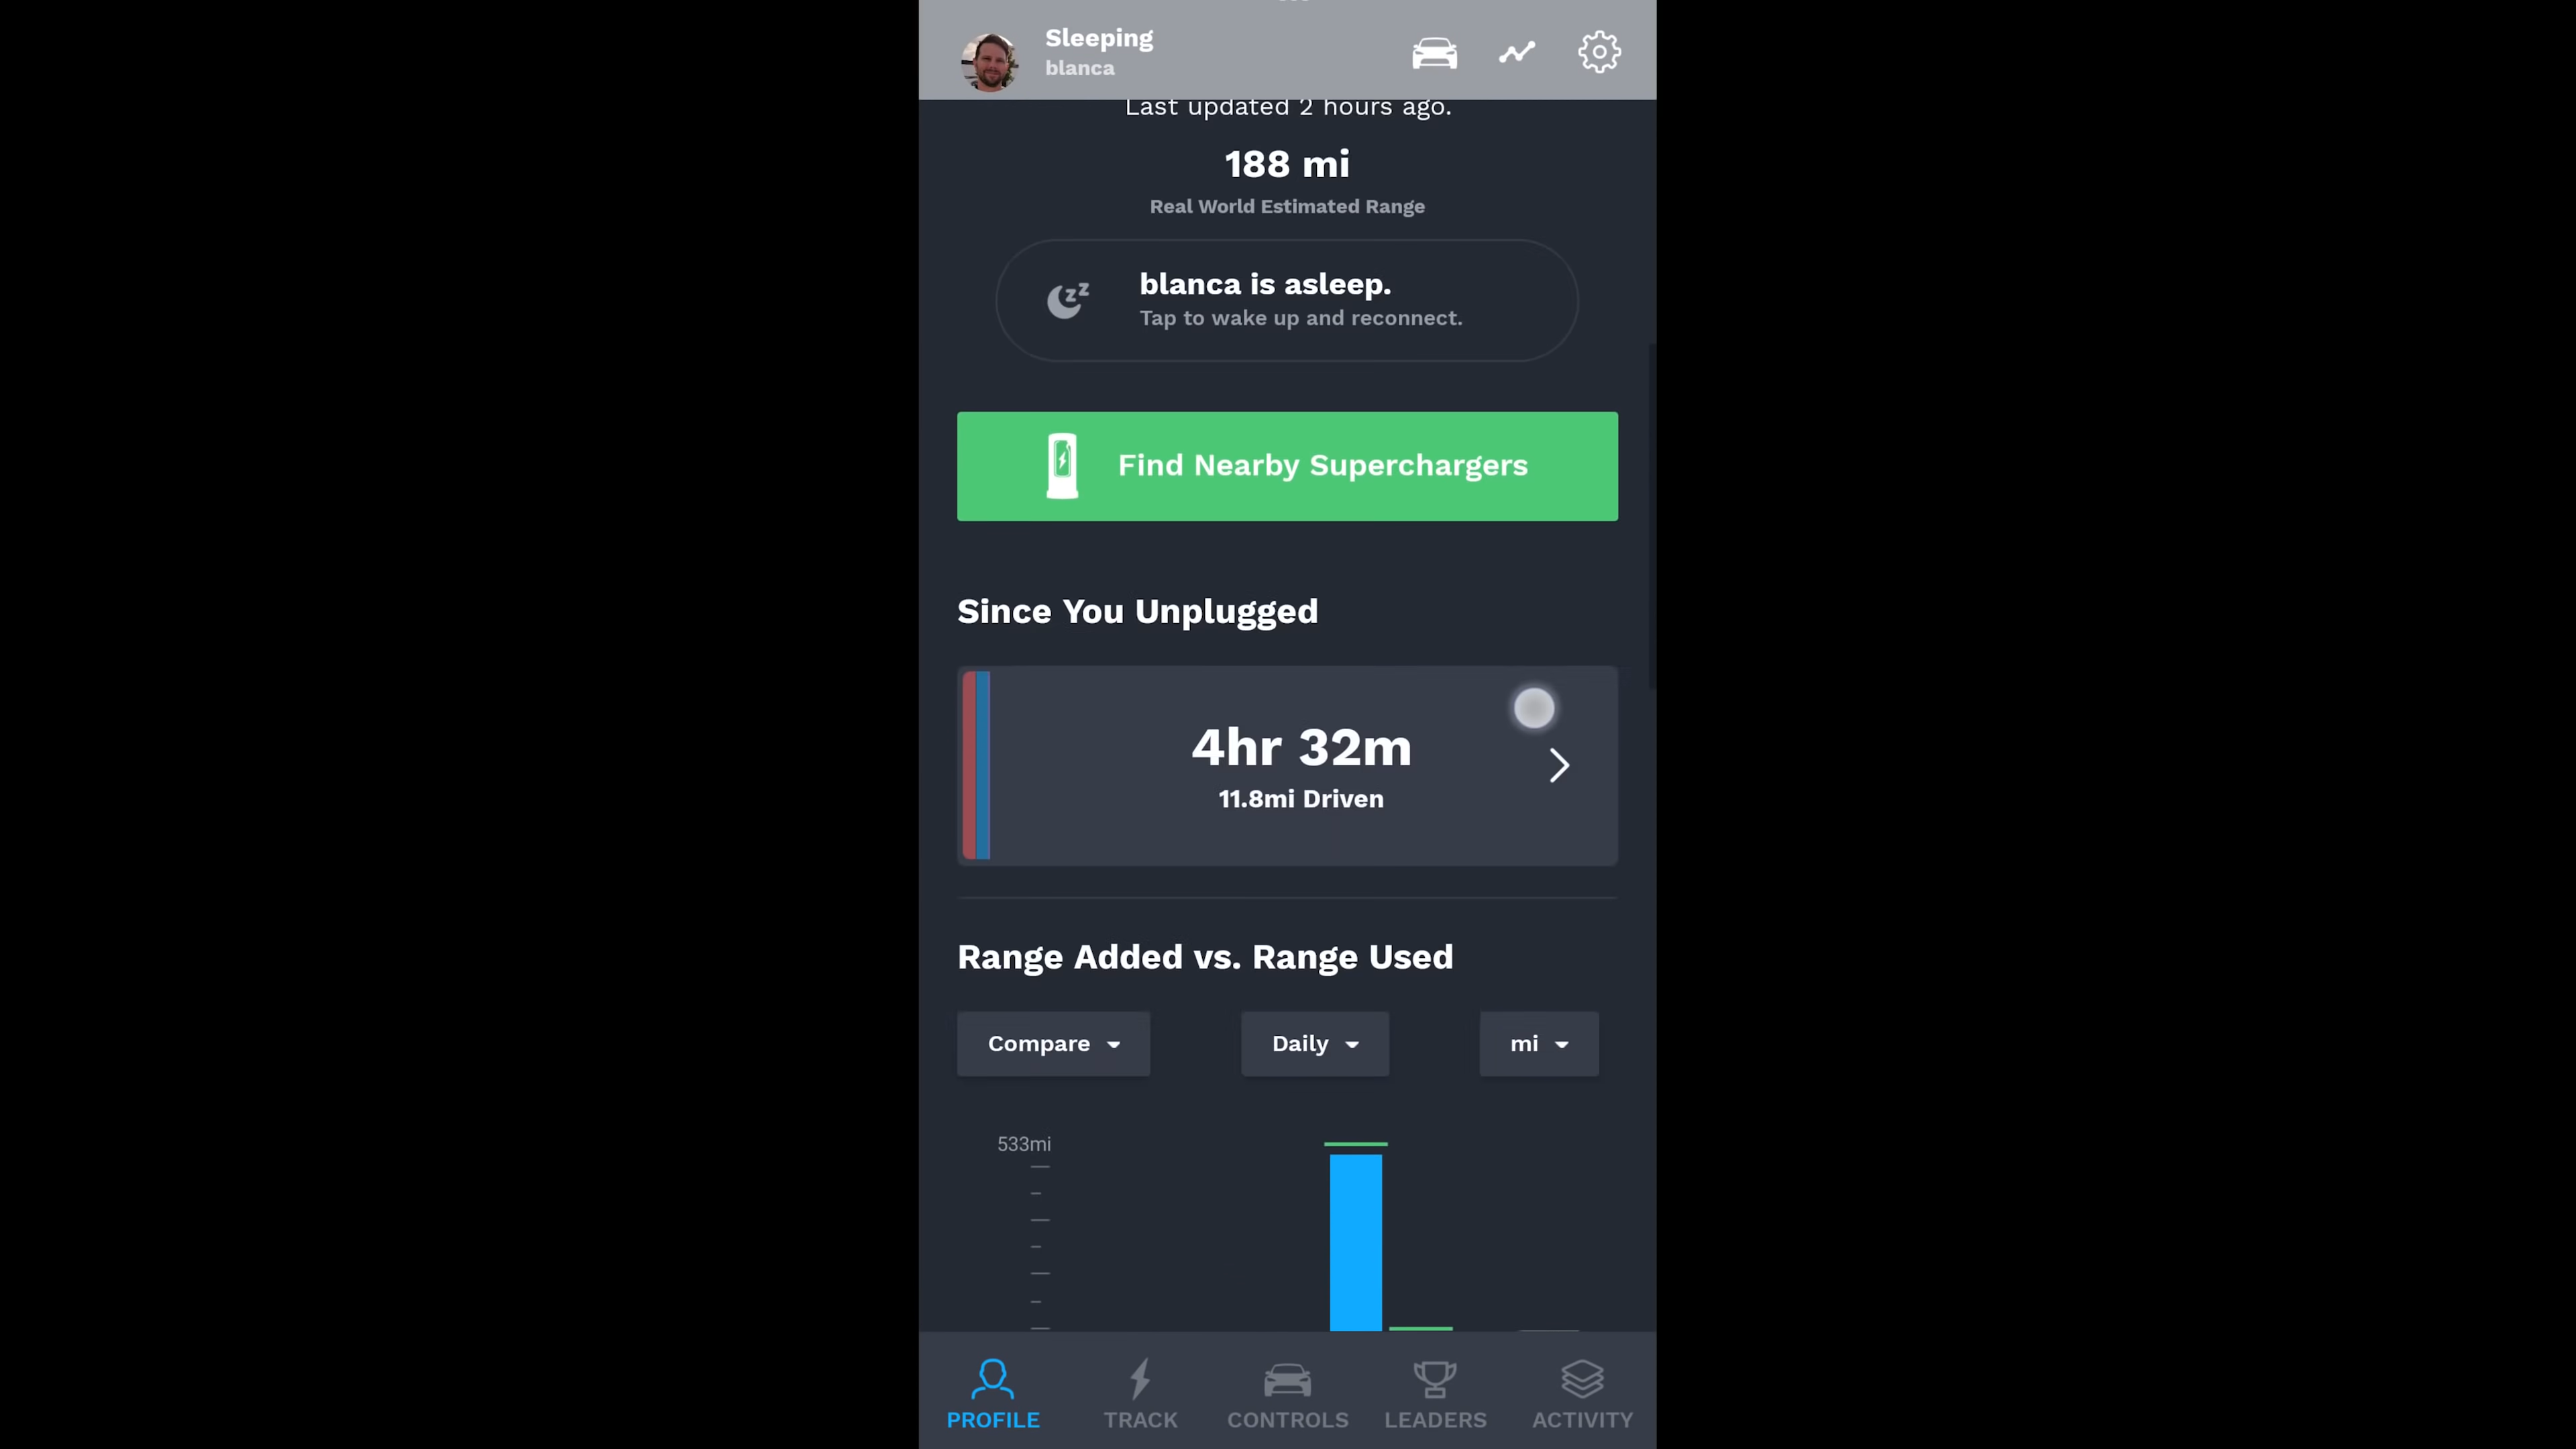 Sleeping
blanca
Last updated 2 hours ago.
188 mi
Real World Estimated Range
blanca is asleep.
Tap to wake up and reconnect.
Find Nearby Superchargers
Since You Unplugged
4hr 32m
11.8mi Driven
Range Added vs. Range Used
Compare Daily mi
533mi
PROFILE TRACK CONTROLS LEADERS ACTIVITY